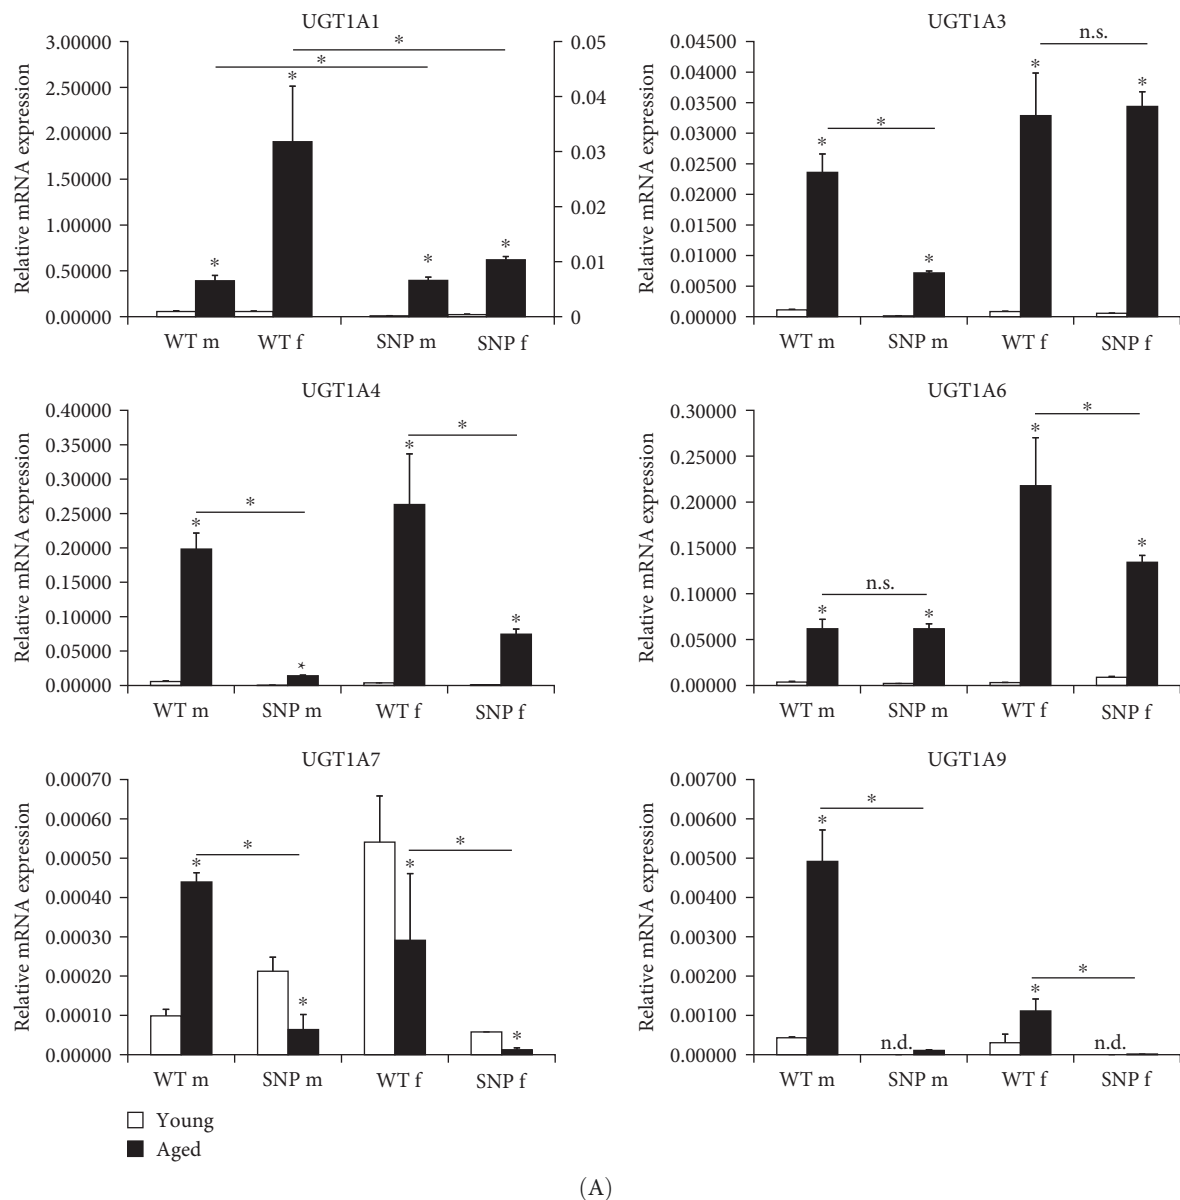 UGT1A1
Relative mRNA expression
3.00000
2.50000
2.00000
1.50000
1.00000
0.50000
0.00000
0.05
0.04
0.03
0.02
0.01
0
* * * * * *
WT m WT f SNP m SNP f
UGT1A3
Relative mRNA expression
0.04500
0.04000
0.03500
0.03000
0.02500
0.02000
0.01500
0.01000
0.00500
0.00000
n.s.
* * * * *
WT m SNP m WT f SNP f
UGT1A4
Relative mRNA expression
0.40000
0.35000
0.30000
0.25000
0.20000
0.15000
0.10000
0.05000
0.00000
* * * * * *
WT m SNP m WT f SNP f
UGT1A6
Relative mRNA expression
0.30000
0.25000
0.20000
0.15000
0.10000
0.05000
0.00000
n.s.
* * * * *
WT m SNP m WT f SNP f
UGT1A7
Relative mRNA expression
0.00070
0.00060
0.00050
0.00030
0.00030
0.00020
0.00010
0.00000
* * * * * *
WT m SNP m WT f SNP f
UGT1A9
Relative mRNA expression
0.00700
0.00600
0.00500
0.00400
0.00300
0.00200
0.00100
0.00000
* * * *
n.d. n.d.
WT m SNP m WT f SNP f
Young
Aged
(A)